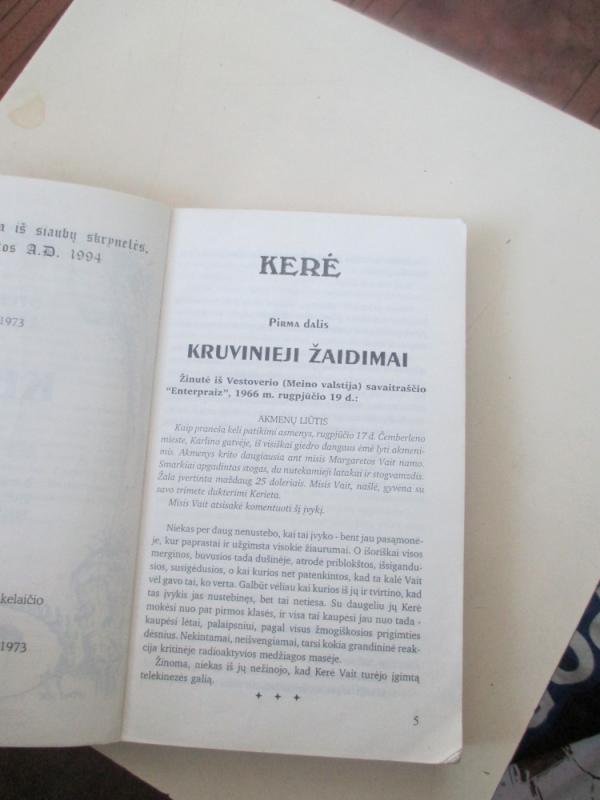 iš siaubų skrynelės,
A.D. 1994
1973
kelaičio
1973
KERĖ
Pirma dalis
KRUVINIEJI ŽAIDIMAI
Žinutė iš Vestoverio (Meino valstija) savaitraščio
"Enterpraiz", 1966 m. rugpjūčio 19 d.:
AKMENŲ LIŪTIS
Kaip praneša keli patikimi asmenys, rugpjūčio 17 d. Čemberleno
mieste, Karlino gatvėje, iš visiškai giedro dangaus ėmė lyti akmeni-
mis. Akmenys krito daugiausia ant misis Margaretos Vait namo.
Smarkiai apgadintas stogas, du nutekamieji latakai ir stogvamzdis.
Žala įvertinta maždaug 25 doleriais. Misis Vait, našlė, gyvena su
savo trimete dukterimi Kerieta.
Misis Vait atsisakė komentuoti šį įvykį.
Niekas per daug nenustebo, kai tai įvyko - bent jau pasąmonė-
je, kur paprastai ir užgimsta visokie žiaurumai. O išoriškai visos
merginos, buvusios tada dušinėje, atrodė priblokštos, išsigandu-
sios, susigėdusios, o kai kurios net patenkintos, kad ta kalė Vait
vėl gavo tai, ko verta. Galbūt vėliau kai kurios iš jų ir tvirtino, kad
tas įvykis jas nustebinęs, bet tai netiesa. Su daugeliu jų Kerė
mokėsi nuo pat pirmos klasės, ir visa tai kaupėsi jau nuo tada -
kaupėsi lėtai, palaipsniui, pagal visus žmogiškosios prigimties
dėsnius. Nekintamai, neišvengiamai, tarsi kokia grandininė reak-
cija kritinėje radioaktyvios medžiagos masėje.
Žinoma, niekas iš jų nežinojo, kad Kerė Vait turėjo įgimtą
telekinezės galią.
+ + +
5